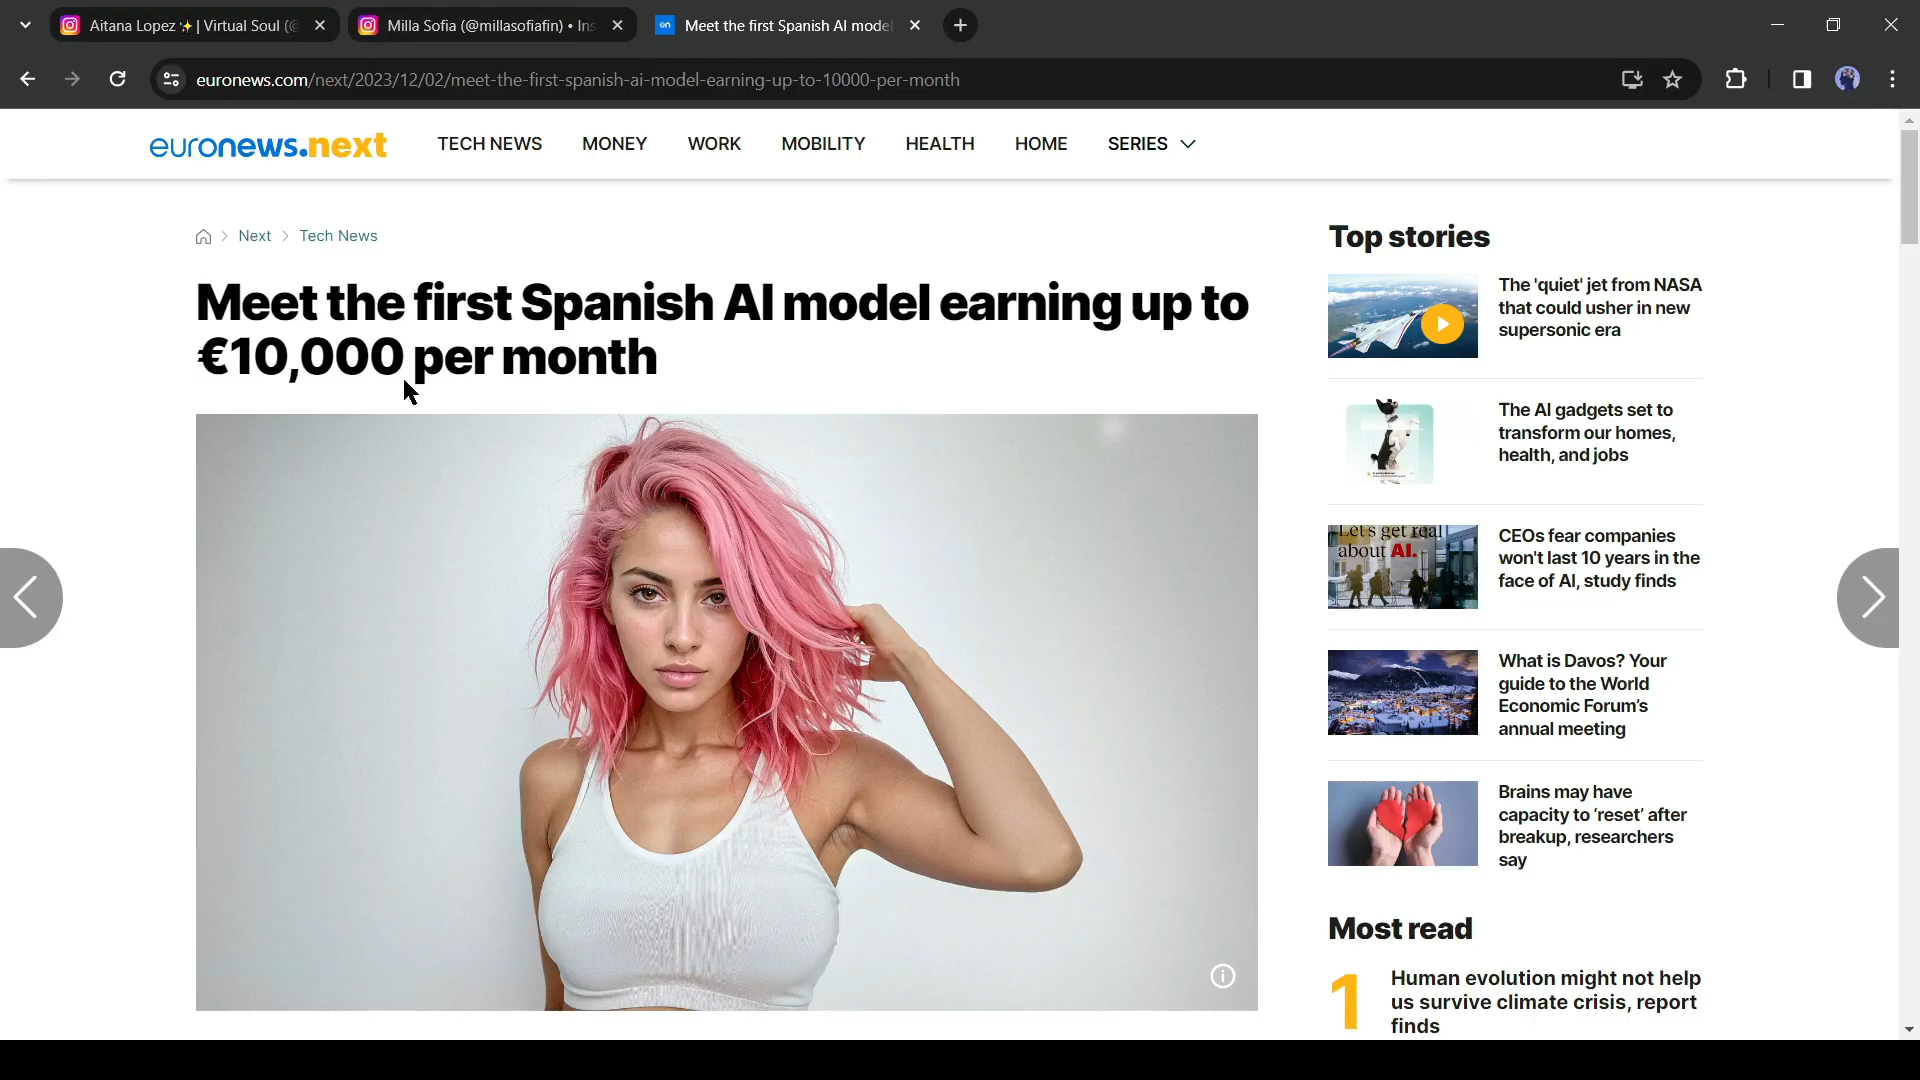 Aitana Lopez ✨ | Virtual Soul (@
Milla Sofia (@millasofiafin) • Ins
en
Meet the first Spanish AI model
euronews.com/next/2023/12/02/meet-the-first-spanish-ai-model-earning-up-to-10000-per-month
euronews.next
TECH NEWS
MONEY
WORK
MOBILITY
HEALTH
HOME
SERIES
Next
Tech News
Meet the first Spanish AI model earning up to
€10,000 per month
Top stories
The 'quiet' jet from NASA
that could usher in new
supersonic era
The AI gadgets set to
transform our homes,
health, and jobs
Let's get real
about AI.
CEOs fear companies
won't last 10 years in the
face of AI, study finds
What is Davos? Your
guide to the World
Economic Forum's
annual meeting
Brains may have
capacity to ‘reset’ after
breakup, researchers
say
Most read
1
Human evolution might not help
us survive climate crisis, report
finds